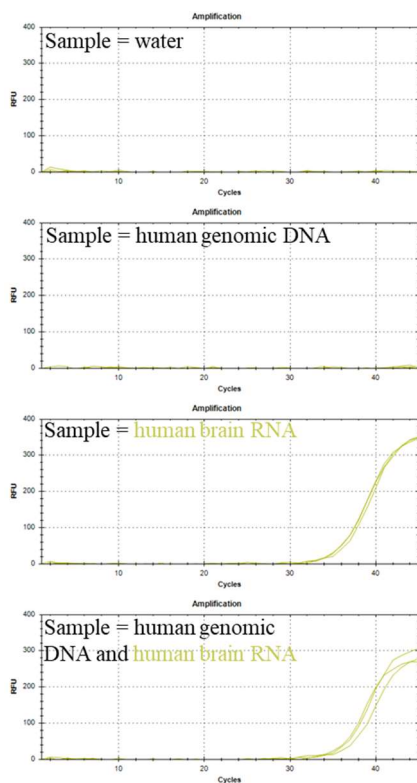 Amplification
400
Sample = water
300
RFU
200
100
0
10
20
30
40
Cycles
Amplification
400
Sample = human genomic DNA
300
RFU
200
100
0
10
20
30
40
Cycles
Amplification
400
Sample = human brain RNA
300
RFU
200
100
0
10
20
30
40
Cycles
Amplification
400
Sample = human genomic
DNA and human brain RNA
300
RFU
200
100
0
10
20
30
40
Cycles